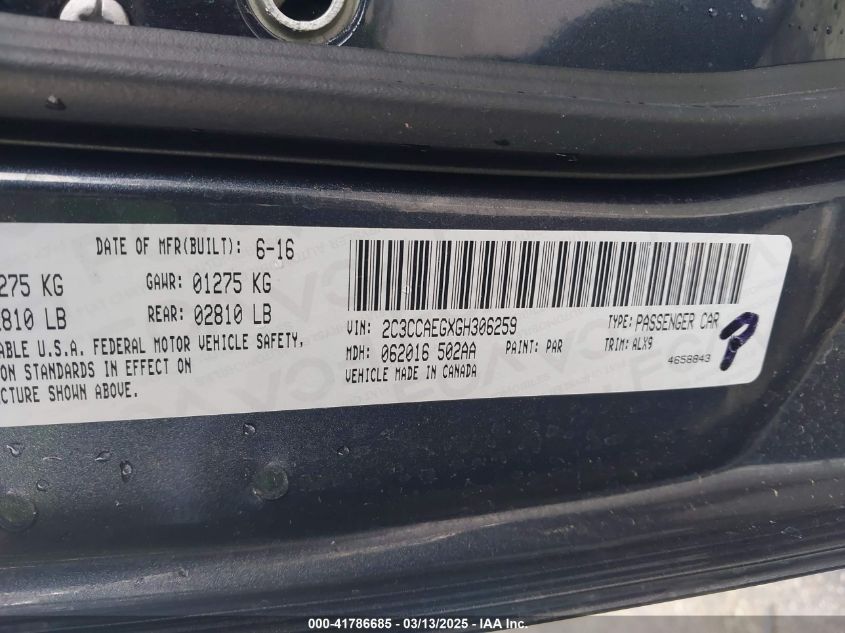 DATE OF MFR(BUILT): 6-16
275 KG GAWR: 01275 KG
810 LB REAR: 02810 LB
ABLE U.S.A. FEDERAL MOTOR VEHICLE SAFETY,
ON STANDARDS IN EFFECT ON
CTURE SHOWN ABOVE.
VIN: 2C3CCAEGXGH306259 TYPE: PASSENGER CAR
MDH: 062016 502AA PAINT: PAR TRIM: ALX9
VEHICLE MADE IN CANADA 4658843
000-41786685 - 03/13/2025 - IAA Inc.